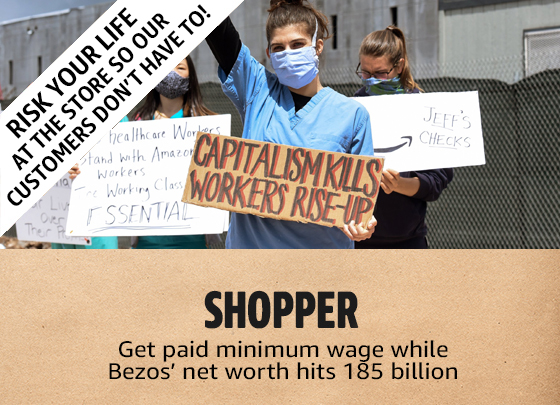 RISK YOUR LIFE
AT THE STORE SO OUR
CUSTOMERS DON'T HAVE TO!
healthcare Workers
stand with Amazon
workers
Working Class
ESSENTIAL
Over
Their
CAPITALISM KILLS
WORKERS RISE-UP
JEFF'S
CHECKS
SHOPPER
Get paid minimum wage while
Bezos' net worth hits 185 billion